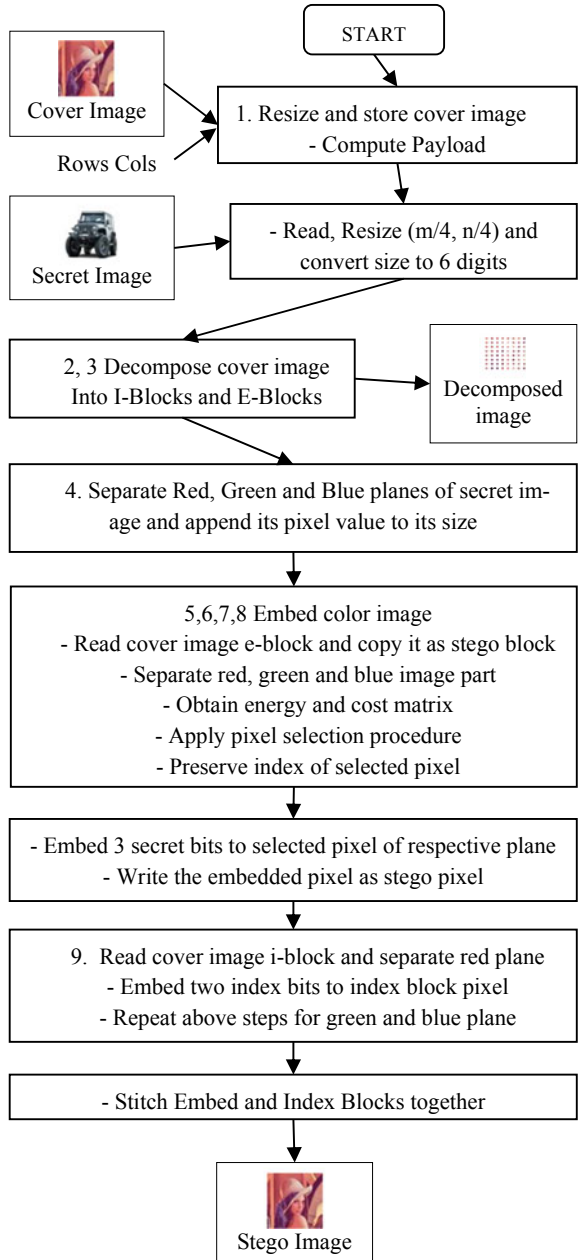 START
Cover Image
1. Resize and store cover image
- Compute Payload
Rows Cols
- Read, Resize (m/4, n/4) and
convert size to 6 digits
Secret Image
2, 3 Decompose cover image
Into I-Blocks and E-Blocks
Decomposed
image
4. Separate Red, Green and Blue planes of secret im-
age and append its pixel value to its size
5,6,7,8 Embed color image
- Read cover image e-block and copy it as stego block
- Separate red, green and blue image part
- Obtain energy and cost matrix
- Apply pixel selection procedure
- Preserve index of selected pixel
- Embed 3 secret bits to selected pixel of respective plane
- Write the embedded pixel as stego pixel
9. Read cover image i-block and separate red plane
- Embed two index bits to index block pixel
- Repeat above steps for green and blue plane
- Stitch Embed and Index Blocks together
Stego Image